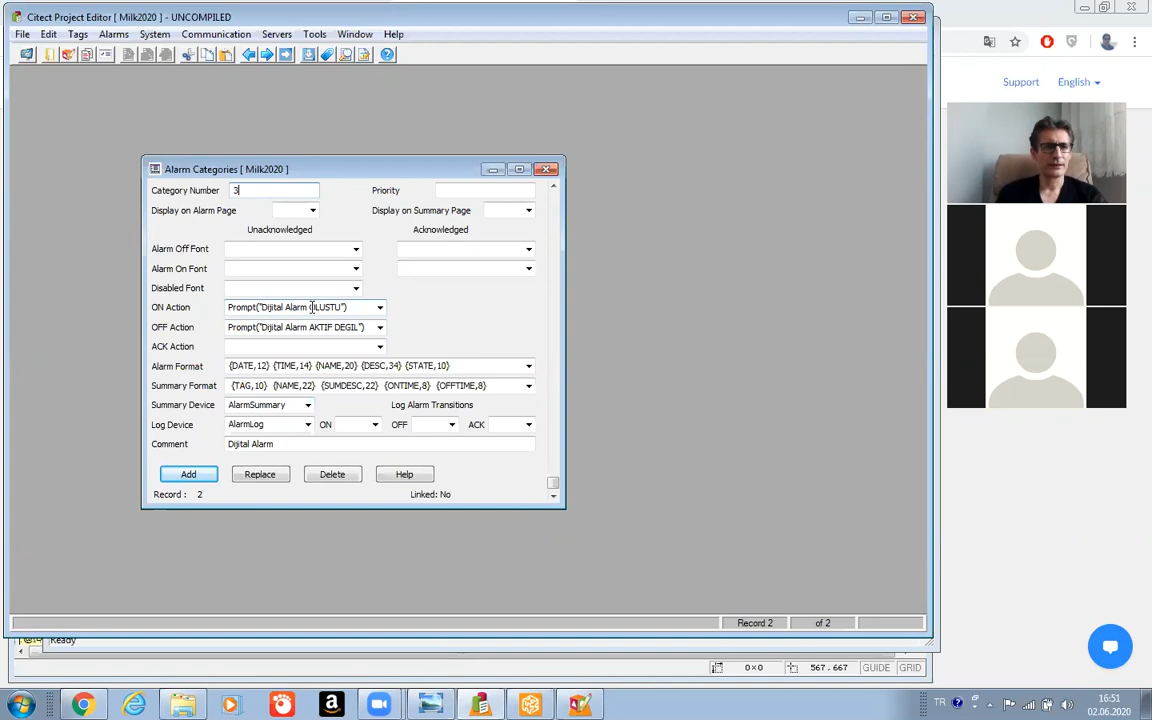 Citect Project Editor [ Milk2020 ] - UNCOMPILED
File Edit Tags Alarms System Communication Servers Tools Window Help
Support English
Alarm Categories [ Milk2020 ]
Category Number 3 Priority
Display on Alarm Page Display on Summary Page
Unacknowledged Acknowledged
Alarm Off Font
Alarm On Font
Disabled Font
ON Action Prompt("Dijital Alarm OLUSTU")
OFF Action Prompt("Dijital Alarm AKTIF DEGIL")
ACK Action
Alarm Format {DATE,12} {TIME,14} {NAME,20} {DESC,34} {STATE,10}
Summary Format {TAG,10} {NAME,22} {SUMDESC,22} {ONTIME,8} {OFFTIME,8}
Summary Device AlarmSummary Log Alarm Transitions
Log Device AlarmLog ON OFF ACK
Comment Dijital Alarm
Add Replace Delete Help
Record : 2 Linked: No
Record 2 of 2
Ready
0×0 567,667 GUIDE GRID
TR 16:51
02.06.2020